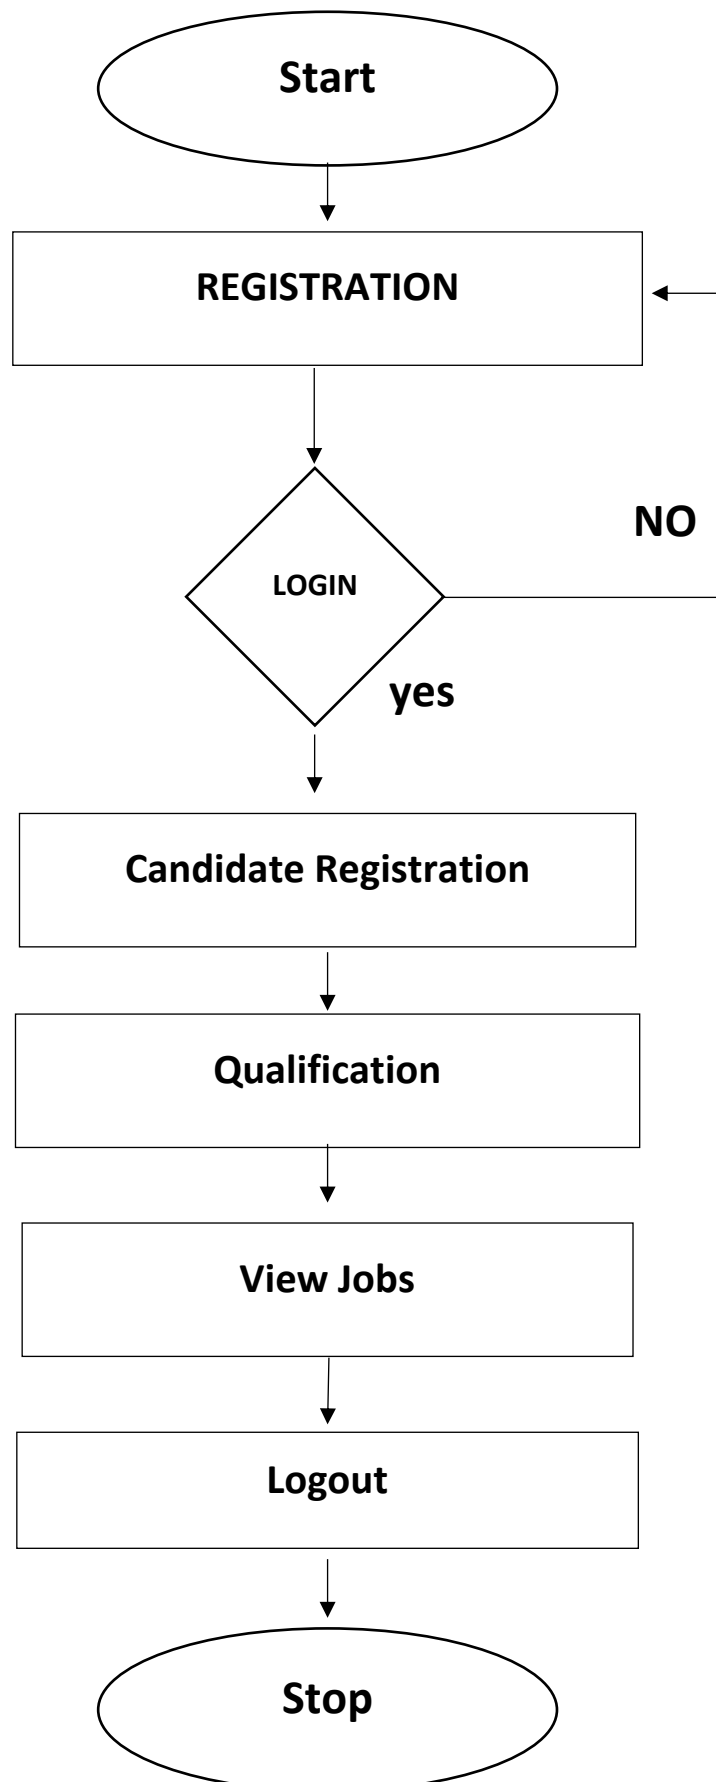 Start
REGISTRATION
NO
LOGIN
yes
Candidate Registration
Qualification
View Jobs
Logout
Stop